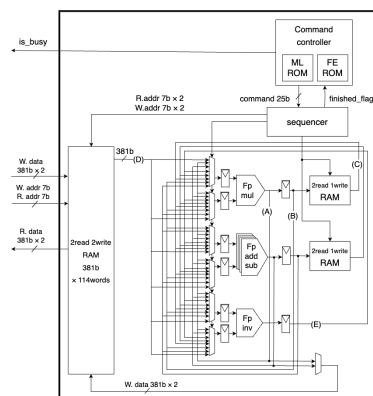 Command
controller
is_busy
ML
ROM
FE
ROM
R.addr 7b × 2
W.addr 7b × 2
command 25b
finished_flag
sequencer
381b
(D)
(C)
W. data
381b × 2
W. addr 7b
R. addr 7b
R. data
381b × 2
2read 2write
RAM
381b
× 114words
Fp
mul
(A)
(B)
2read 1write
RAM
Fp
add
sub
2read 1write
RAM
Fp
inv
(E)
W. data 381b × 2